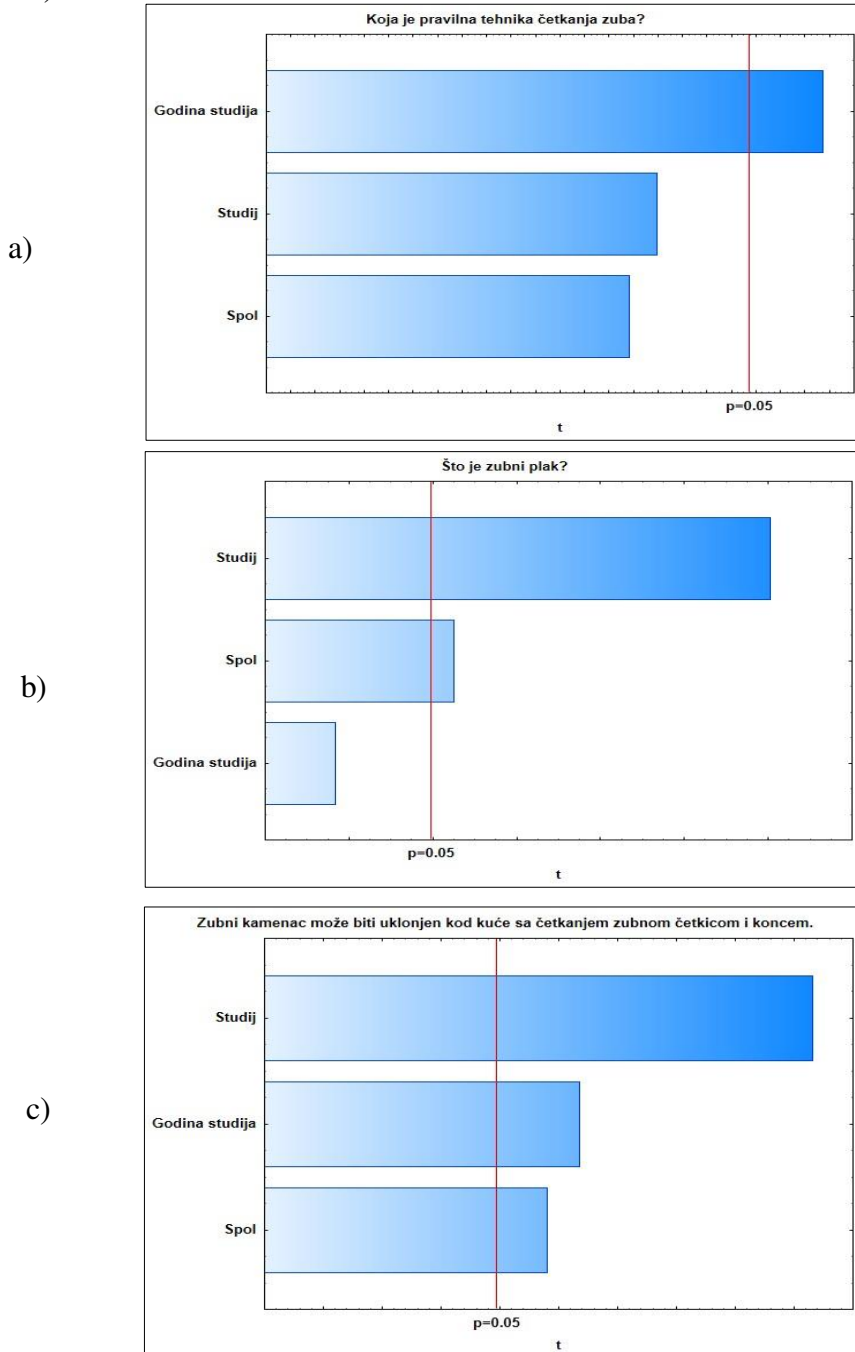 Koja je pravilna tehnika četkanja zuba?
Godina studija
a)
Studij
Spol
p=0.05
t
Što je zubni plak?
Studij
b)
Spol
Godina studija
p=0.05
t
Zubni kamenac može biti uklonjen kod kuće sa četkanjem zubnom četkicom i koncem.
Studij
c)
Godina studija
Spol
p=0.05
t